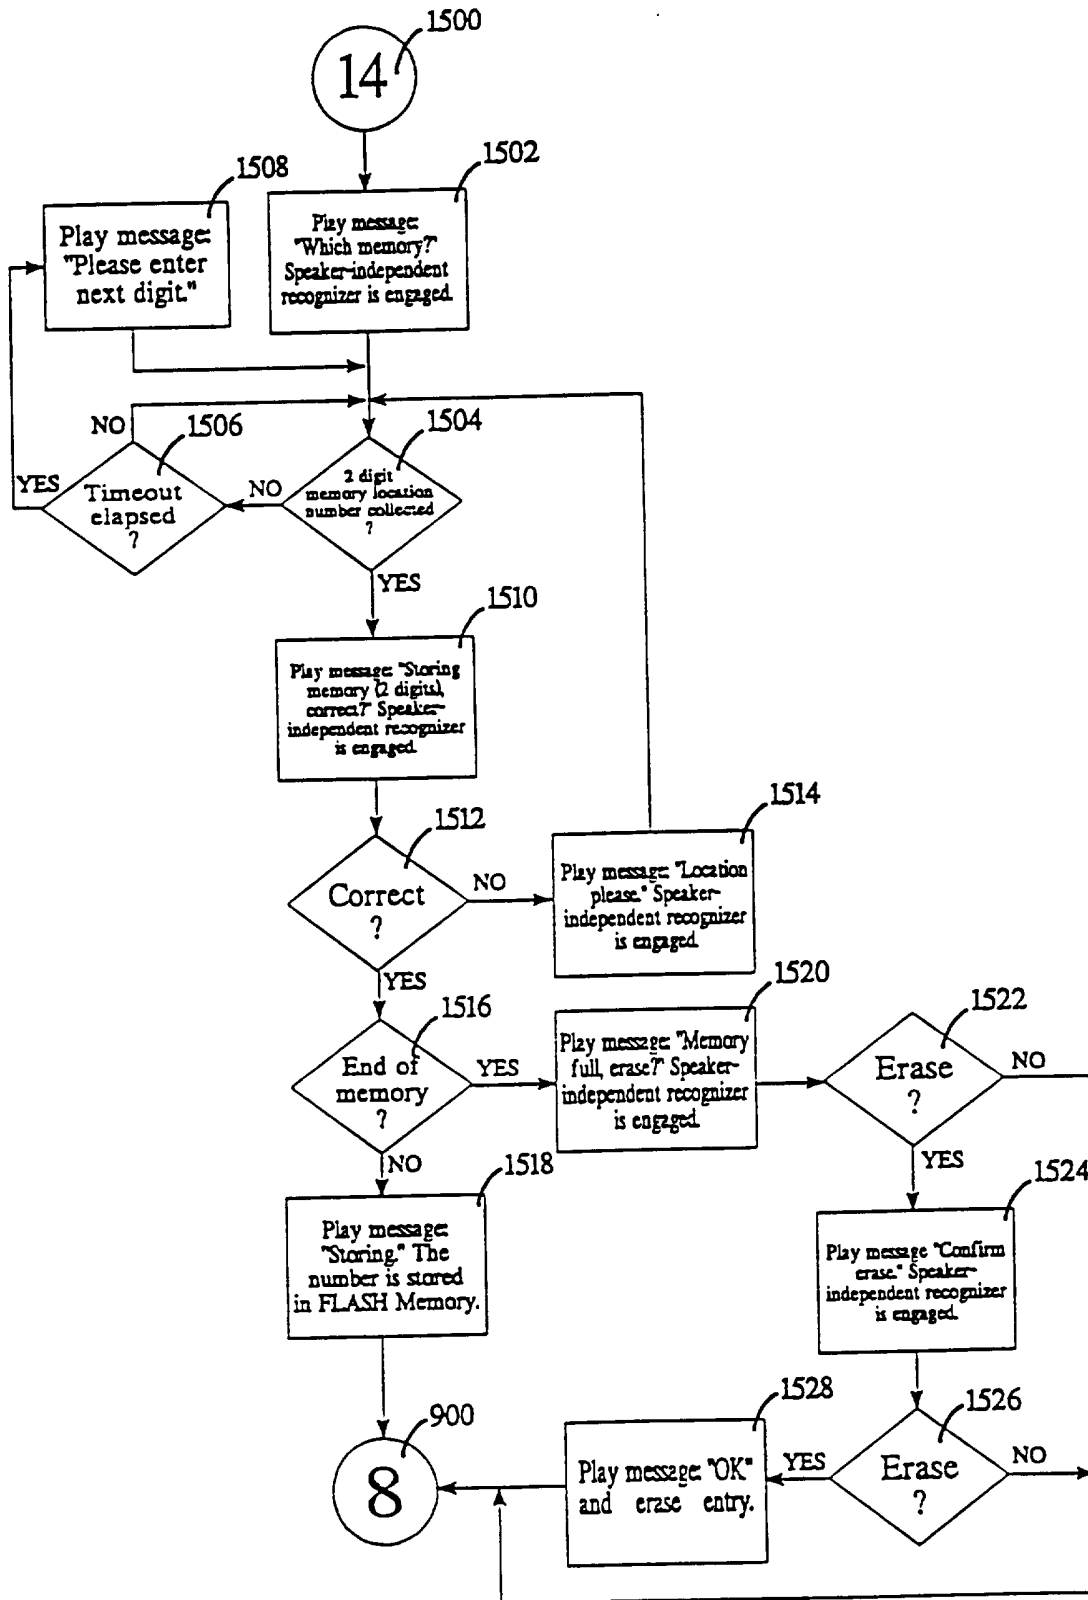 1500
14
1502
Play message:
"Which memory?"
Speaker-independent
recognizer is engaged.
1508
Play message:
"Please enter
next digit."
NO
1506
1504
YES
Timeout
elapsed
?
NO
2 digit
memory location
number collected
?
YES
1510
Play message: "Storing
memory (2 digits),
correct?" Speaker-
independent recognizer
is engaged.
1512
Correct
?
NO
1514
Play message: "Location
please." Speaker-
independent recognizer
is engaged.
YES
1516
End of
memory
?
YES
1520
Play message: "Memory
full, erase?" Speaker-
independent recognizer
is engaged.
1522
Erase
?
NO
NO
1518
Play message:
"Storing." The
number is stored
in FLASH Memory.
YES
1524
Play message "Confirm
erase." Speaker-
independent recognizer
is engaged.
900
8
1528
Play message: "OK"
and erase entry.
YES
1526
Erase
?
NO